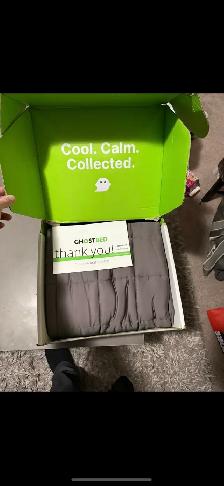 Cool. Calm.
Collected.
GHOSTBED
thank you!